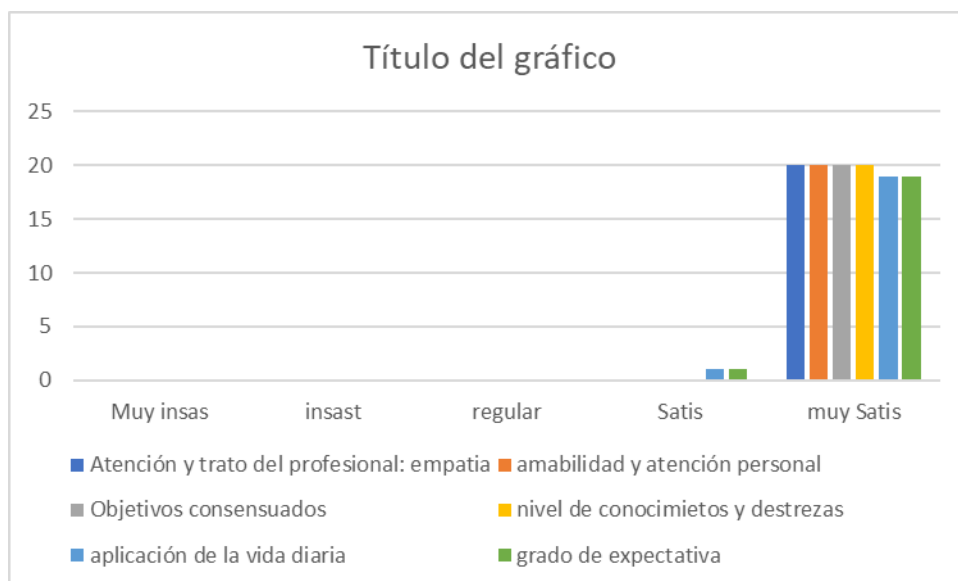 Título del gráfico
25
20
15
10
5
0
Muy insas insast regular Satis muy Satis
Atención y trato del profesional: empatia amabilidad y atención personal
Objetivos consensuados nivel de conocimietos y destrezas
aplicación de la vida diaria grado de expectativa